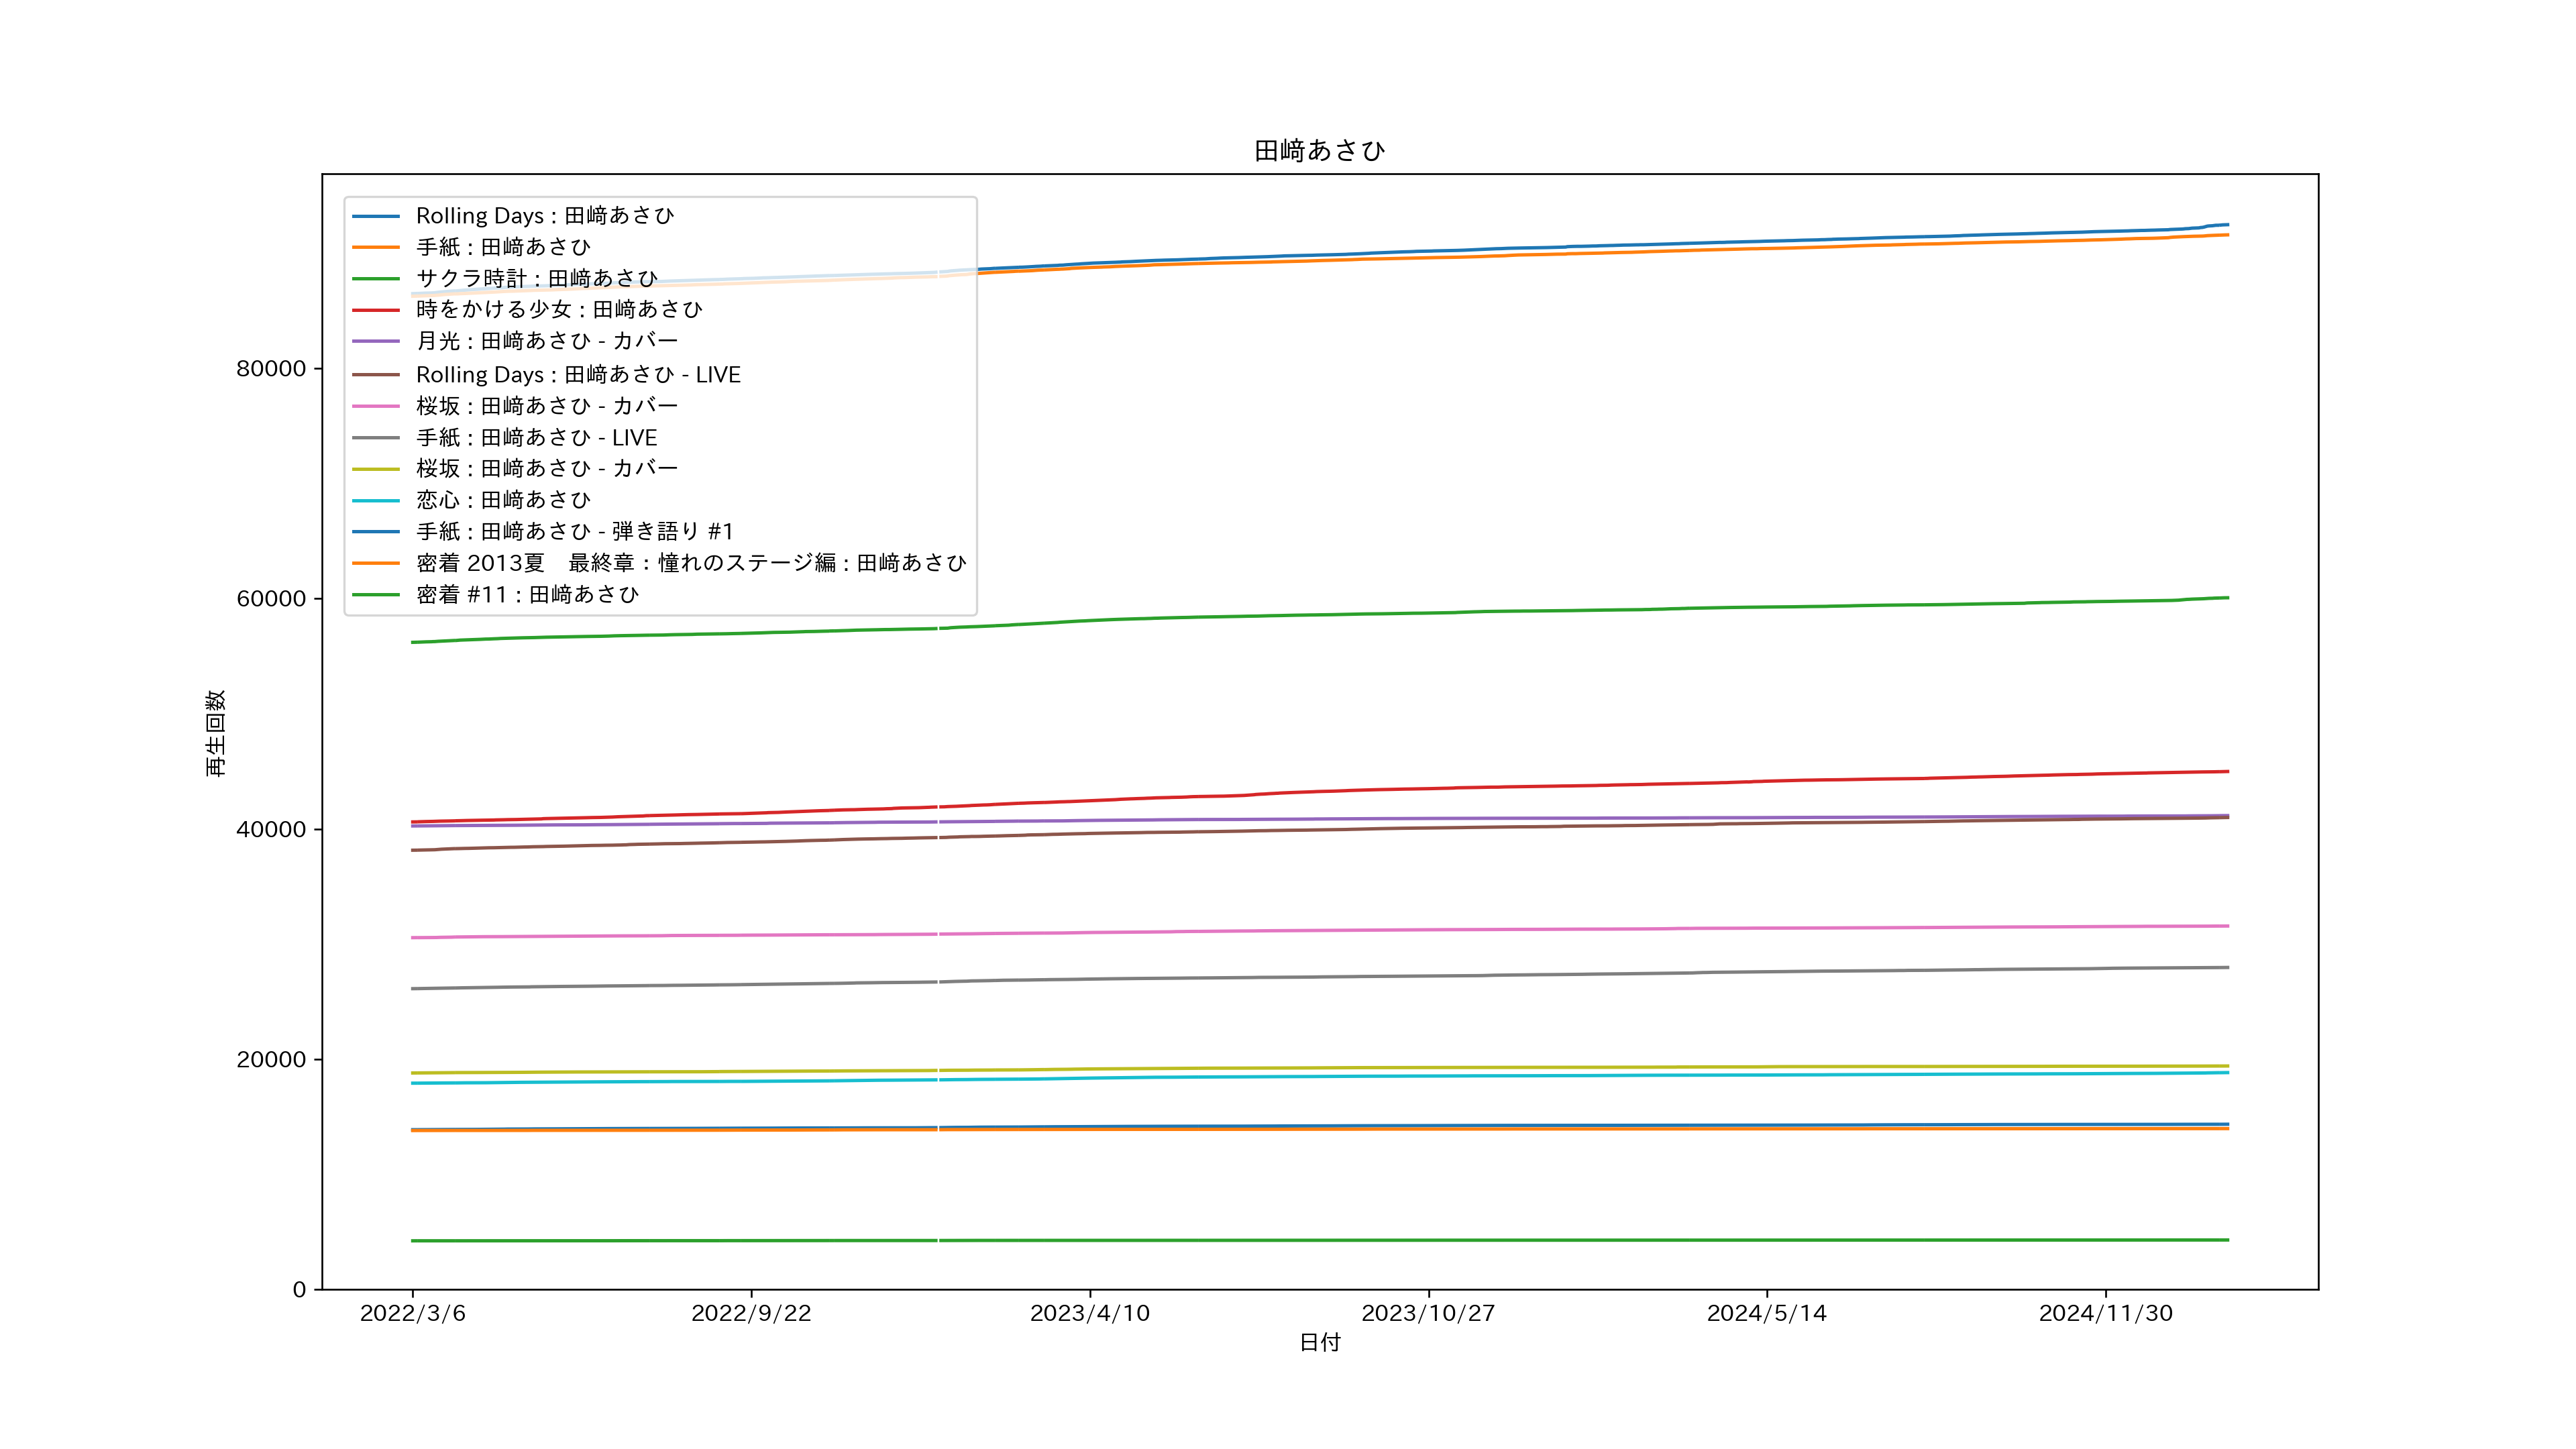 田﨑あさひ
Rolling Days : 田﨑あさひ
手紙 : 田﨑あさひ
サクラ時計 : 田﨑あさひ
時をかける少女 : 田﨑あさひ
月光 : 田﨑あさひ - カバー
Rolling Days : 田﨑あさひ - LIVE
桜坂 : 田﨑あさひ - カバー
手紙 : 田﨑あさひ - LIVE
桜坂 : 田﨑あさひ - カバー
恋心 : 田﨑あさひ
手紙 : 田﨑あさひ - 弾き語り #1
密着 2013夏　最終章：憧れのステージ編 : 田﨑あさひ
密着 #11 : 田﨑あさひ
80000
60000
40000
20000
0
再生回数
2022/3/6 2022/9/22 2023/4/10 2023/10/27 2024/5/14 2024/11/30
日付